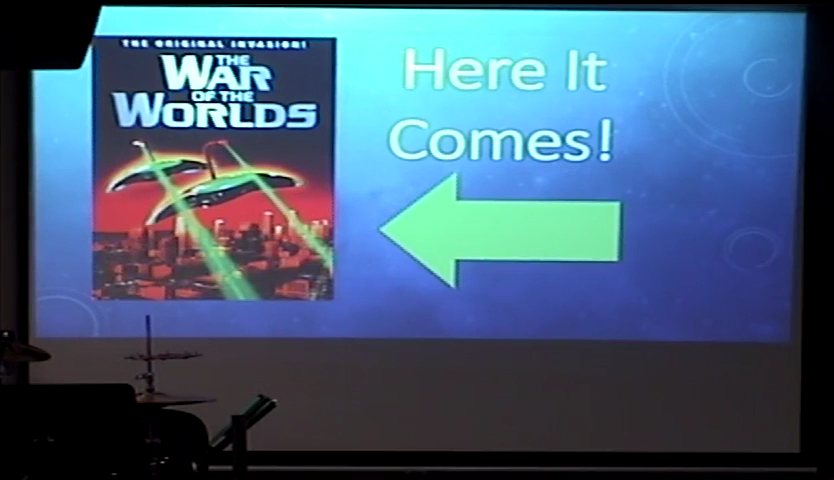 THE ORIGINAL INVASION!
THE
WAR
OF THE
WORLDS
Here It
Comes!